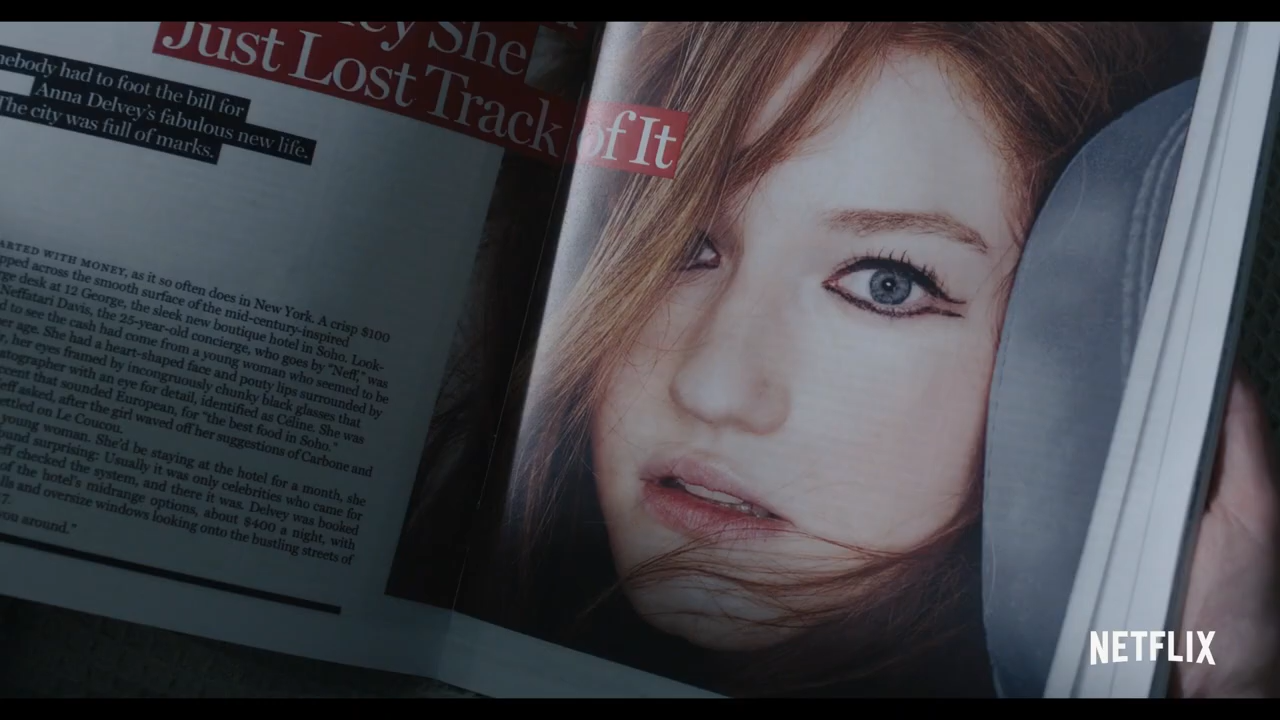 ey She
Just Lost Track of It
nebody had to foot the bill for
Anna Delvey's fabulous new life.
The city was full of marks.
ARTED WITH MONEY, as it so often does in New York. A crisp $100
pped across the smooth surface of the mid-century-inspired
rge desk at 12 George, the sleek new boutique hotel in Soho. Look-
Neffatari Davis, the 25-year-old concierge, who goes by "Neff," was
d to see the cash had come from a young woman who seemed to be
er age. She had a heart-shaped face and pouty lips surrounded by
r, her eyes framed by incongruously chunky black glasses that
atographer with an eye for detail, identified as Céline. She was
ccent that sounded European, for "the best food in Soho."
eff asked, after the girl waved off her suggestions of Carbone and
ettled on Le Coucou.
young woman. She'd be staying at the hotel for a month, she
ound surprising: Usually it was only celebrities who came for
eff checked the system, and there it was. Delvey was booked
of the hotel's midrange options, about $400 a night, with
lls and oversize windows looking onto the bustling streets of
7.
you around."
NETFLIX